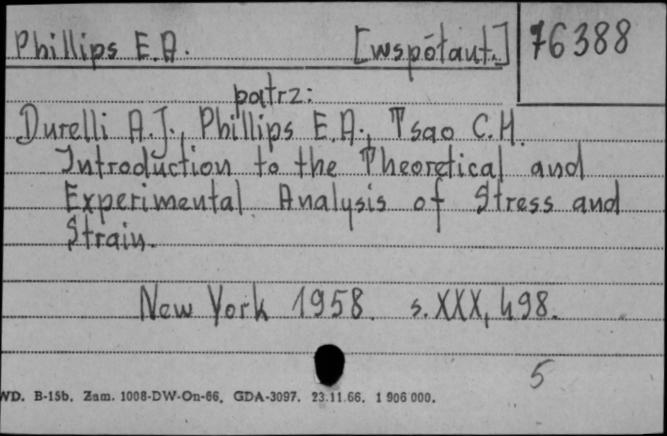 Phillips E.A. [współaut.] 76388
patrz:
Durelli A.J., Phillips E.A., Tsao C.H.
Introduction to the Theoretical and
Experimental Analysis of Stress and
Strain.
New York 1958. s. XXX, 498.
5
WD. B-15b. Zam. 1008-DW-On-66. GDA-3097. 23.11.66. 1 906 000.